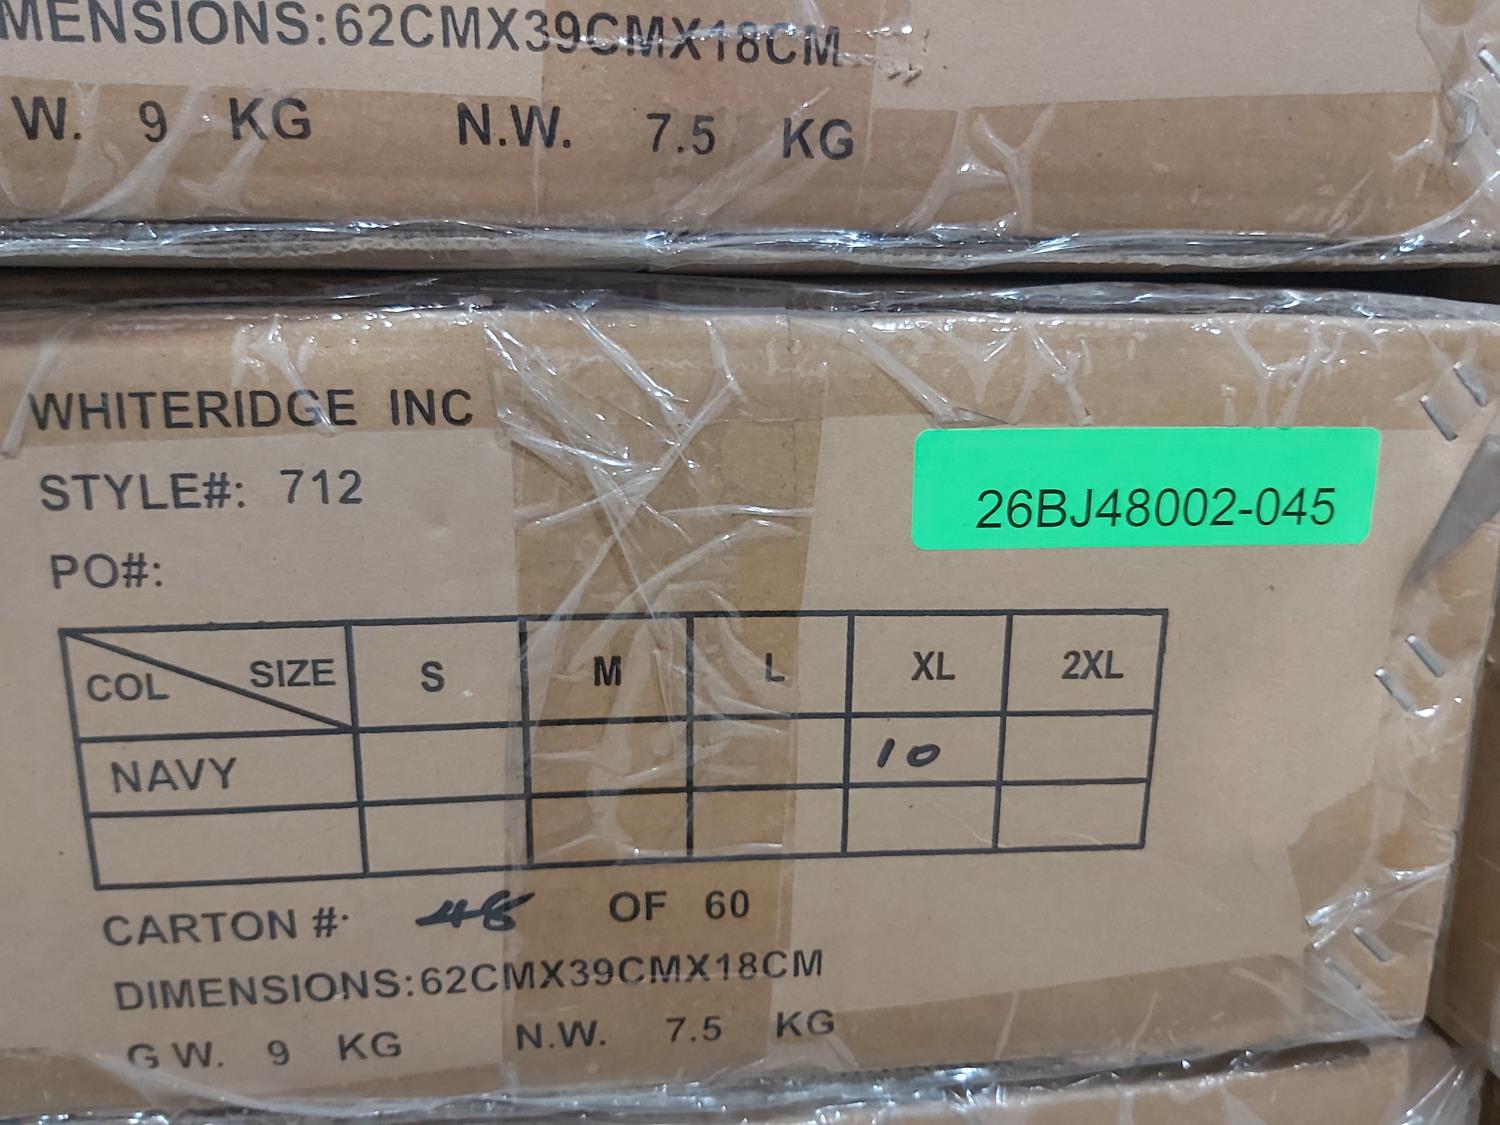 MENSIONS:62CMX39CMX18CM
W. 9 KG N.W. 7.5 KG
WHITERIDGE INC
STYLE#: 712
26BJ48002-045
PO#:
COL SIZE S M L XL 2XL
NAVY 10
CARTON #: 48 OF 60
DIMENSIONS:62CMX39CMX18CM
G W. 9 KG N.W. 7.5 KG